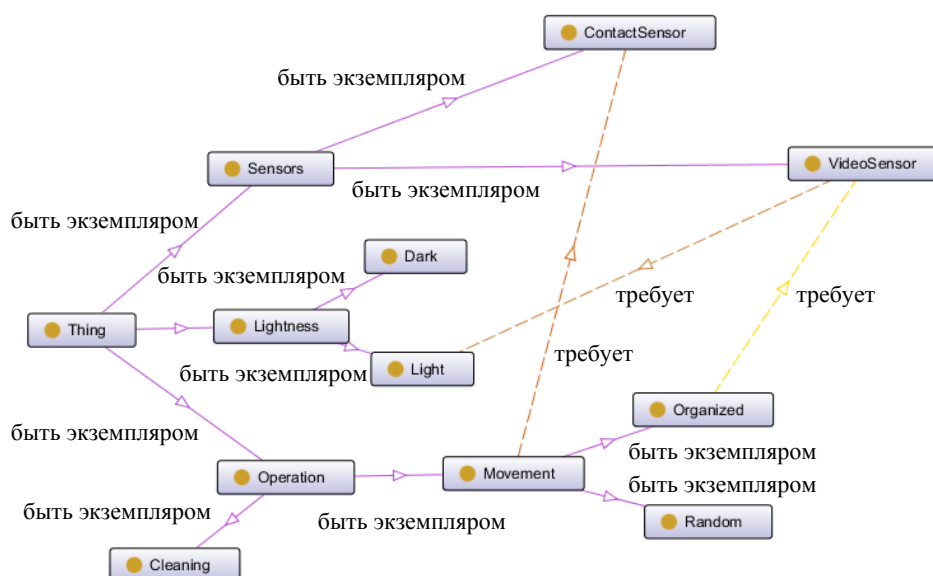 ContactSensor
быть экземпляром
Sensors
VideoSensor
быть экземпляром
быть экземпляром
Dark
быть экземпляром
требует
требует
Thing
Lightness
требует
Light
быть экземпляром
Organized
быть экземпляром
быть экземпляром
Operation
Movement
быть экземпляром
быть экземпляром
быть экземпляром
Random
Cleaning